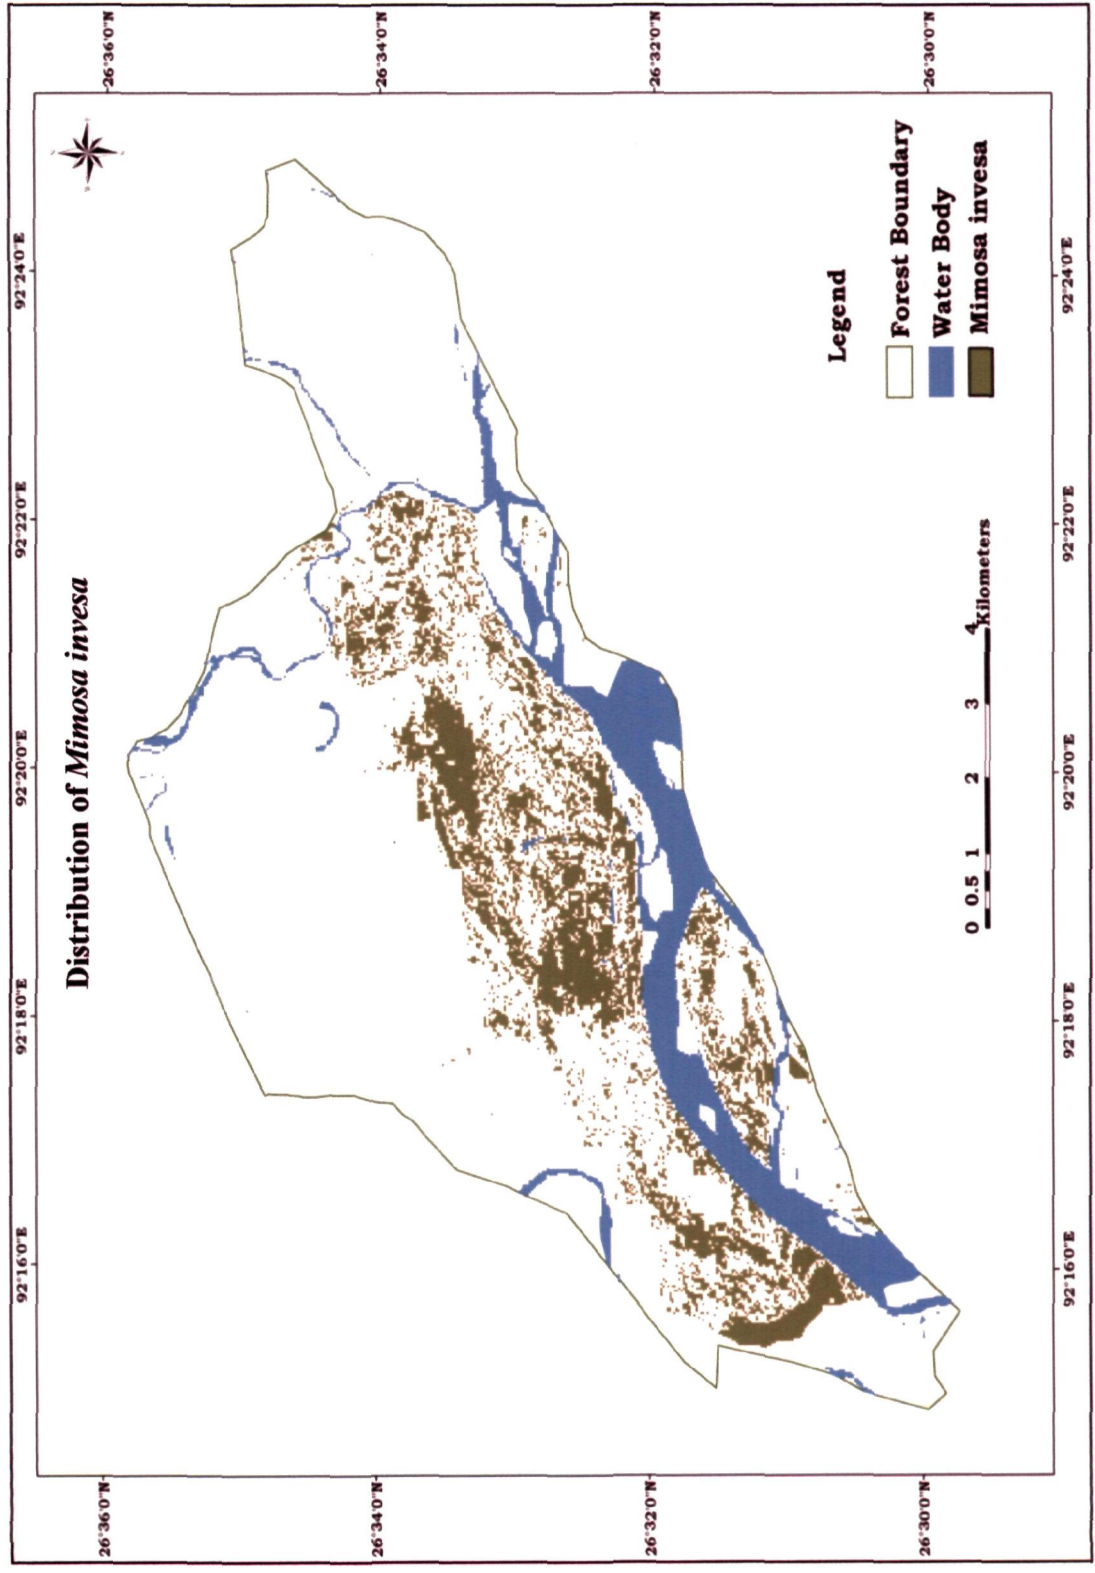 Distribution of Mimosa invesa
92°16'0"E
92°18'0"E
92°20'0"E
92°22'0"E
92°24'0"E
26°36'0"N
26°36'0"N
26°34'0"N
26°34'0"N
26°32'0"N
26°32'0"N
26°30'0"N
26°30'0"N
Legend
Forest Boundary
Water Body
Mimosa invesa
0 0.5 1 2 3 4
Kilometers
92°16'0"E
92°18'0"E
92°20'0"E
92°22'0"E
92°24'0"E